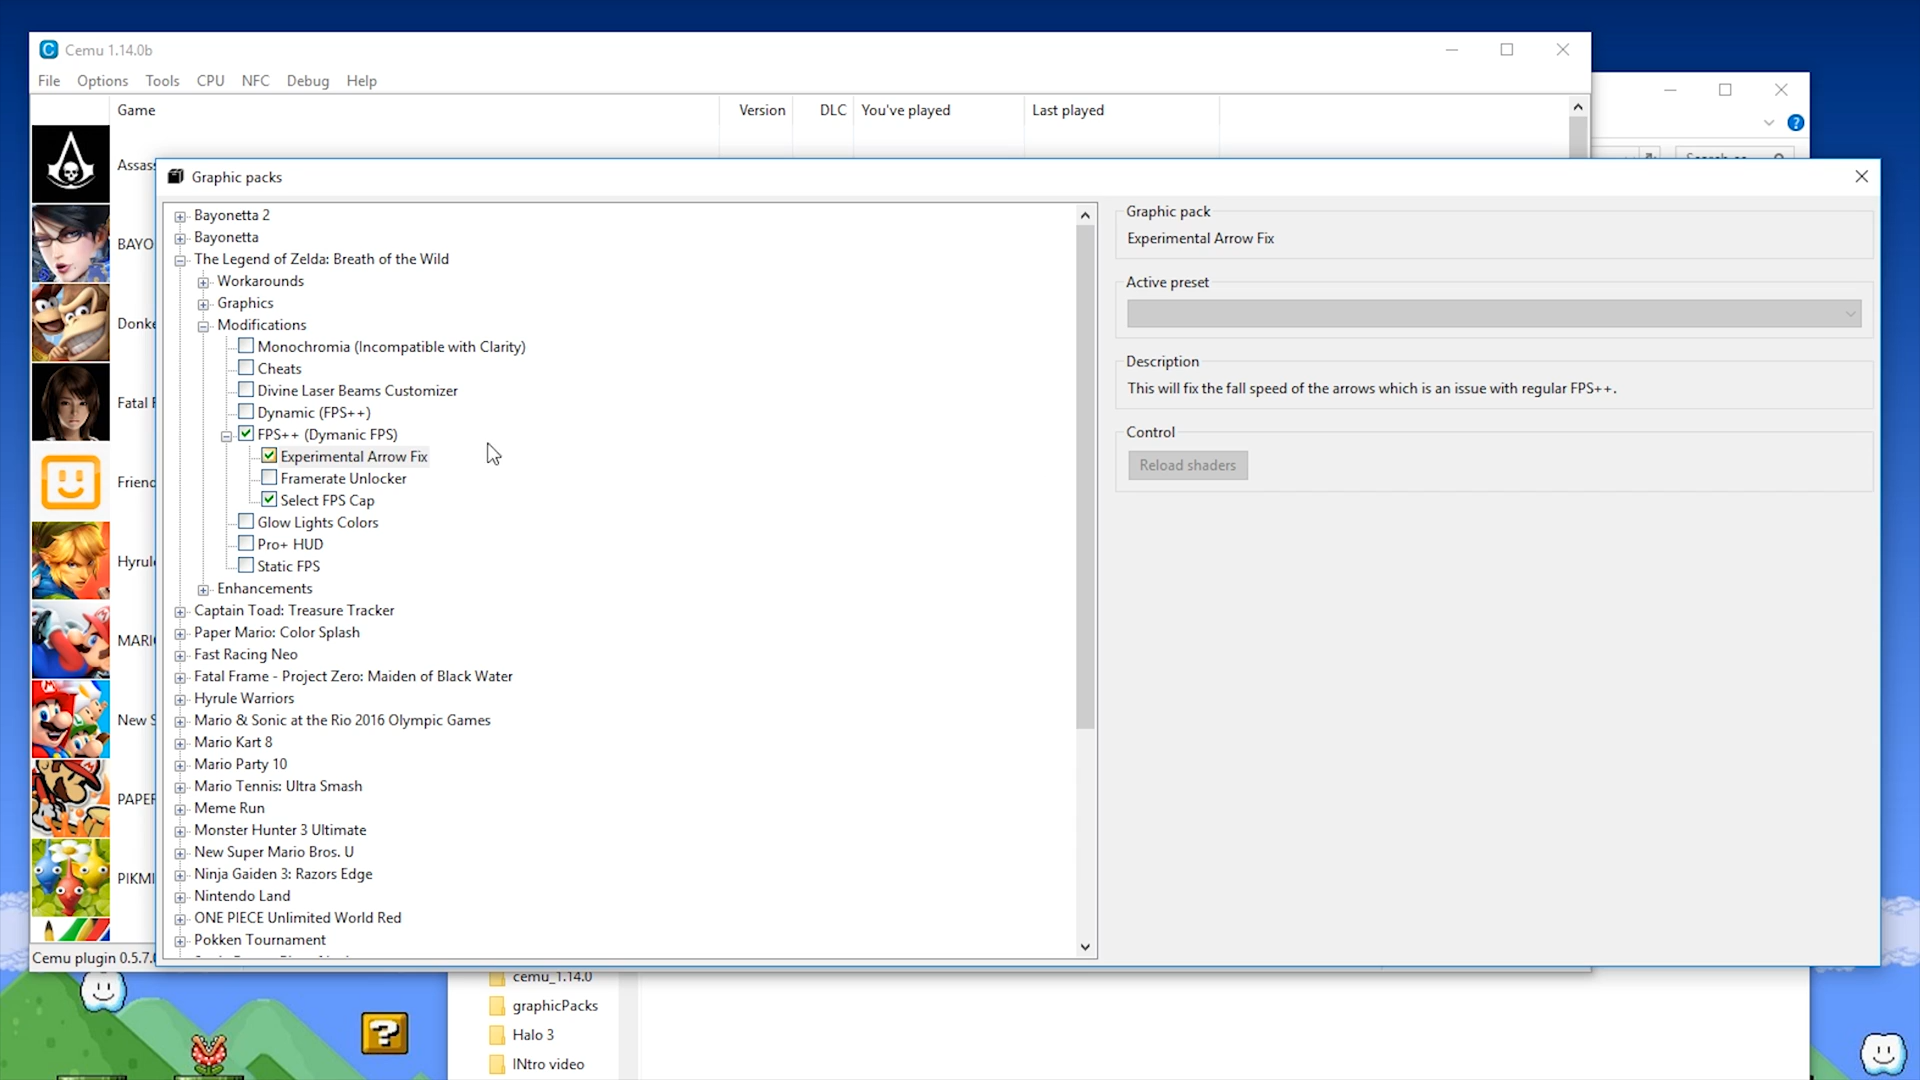 Cemu 1.14.0b
File Options Tools CPU NFC Debug Help
Game Version DLC You've played Last played
Assas
BAYO
Donke
Fatal F
Frienc
Hyrule
MARI
New S
PAPER
PIKMI
Cemu plugin 0.5.7.
Graphic packs
Bayonetta 2
Bayonetta
The Legend of Zelda: Breath of the Wild
Workarounds
Graphics
Modifications
Monochromia (Incompatible with Clarity)
Cheats
Divine Laser Beams Customizer
Dynamic (FPS++)
FPS++ (Dymanic FPS)
Experimental Arrow Fix
Framerate Unlocker
Select FPS Cap
Glow Lights Colors
Pro+ HUD
Static FPS
Enhancements
Captain Toad: Treasure Tracker
Paper Mario: Color Splash
Fast Racing Neo
Fatal Frame - Project Zero: Maiden of Black Water
Hyrule Warriors
Mario & Sonic at the Rio 2016 Olympic Games
Mario Kart 8
Mario Party 10
Mario Tennis: Ultra Smash
Meme Run
Monster Hunter 3 Ultimate
New Super Mario Bros. U
Ninja Gaiden 3: Razors Edge
Nintendo Land
ONE PIECE Unlimited World Red
Pokken Tournament
Graphic pack
Experimental Arrow Fix
Active preset
Description
This will fix the fall speed of the arrows which is an issue with regular FPS++.
Control
Reload shaders
cemu_1.14.0
graphicPacks
Halo 3
INtro video